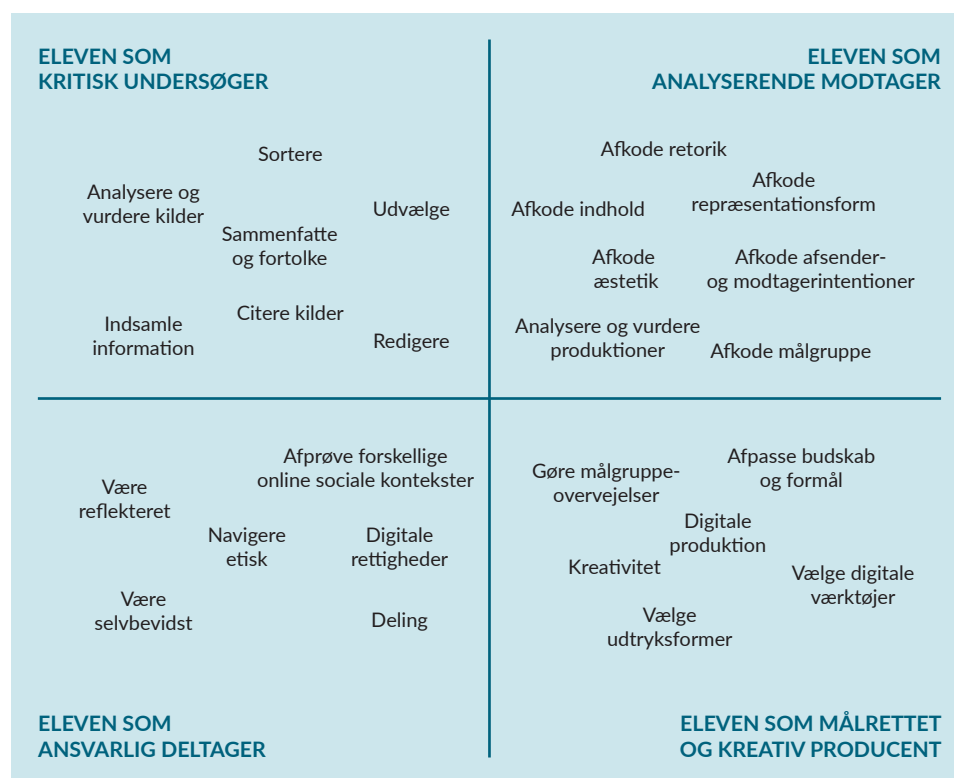 ELEVEN SOM
KRITISK UNDERSØGER
Sortere
Analysere og
vurdere kilder
Udvælge
Sammenfatte
og fortolke
Citere kilder
Indsamle
information
Redigere
ELEVEN SOM
ANALYSERENDE MODTAGER
Afkode retorik
Afkode
repræsentationsform
Afkode indhold
Afkode
æstetik
Afkode afsender-
og modtagerintentioner
Analysere og vurdere
produktioner
Afkode målgruppe
Afprøve forskellige
online sociale kontekster
Være
reflekteret
Navigere
etisk
Digitale
rettigheder
Være
selvbevidst
Deling
ELEVEN SOM
ANSVARLIG DELTAGER
Afpasse budskab
og formål
Gøre målgruppe-
overvejelser
Digitale
produktion
Kreativitet
Vælge digitale
værktøjer
Vælge
udtryksformer
ELEVEN SOM MÅLRETTET
OG KREATIV PRODUCENT